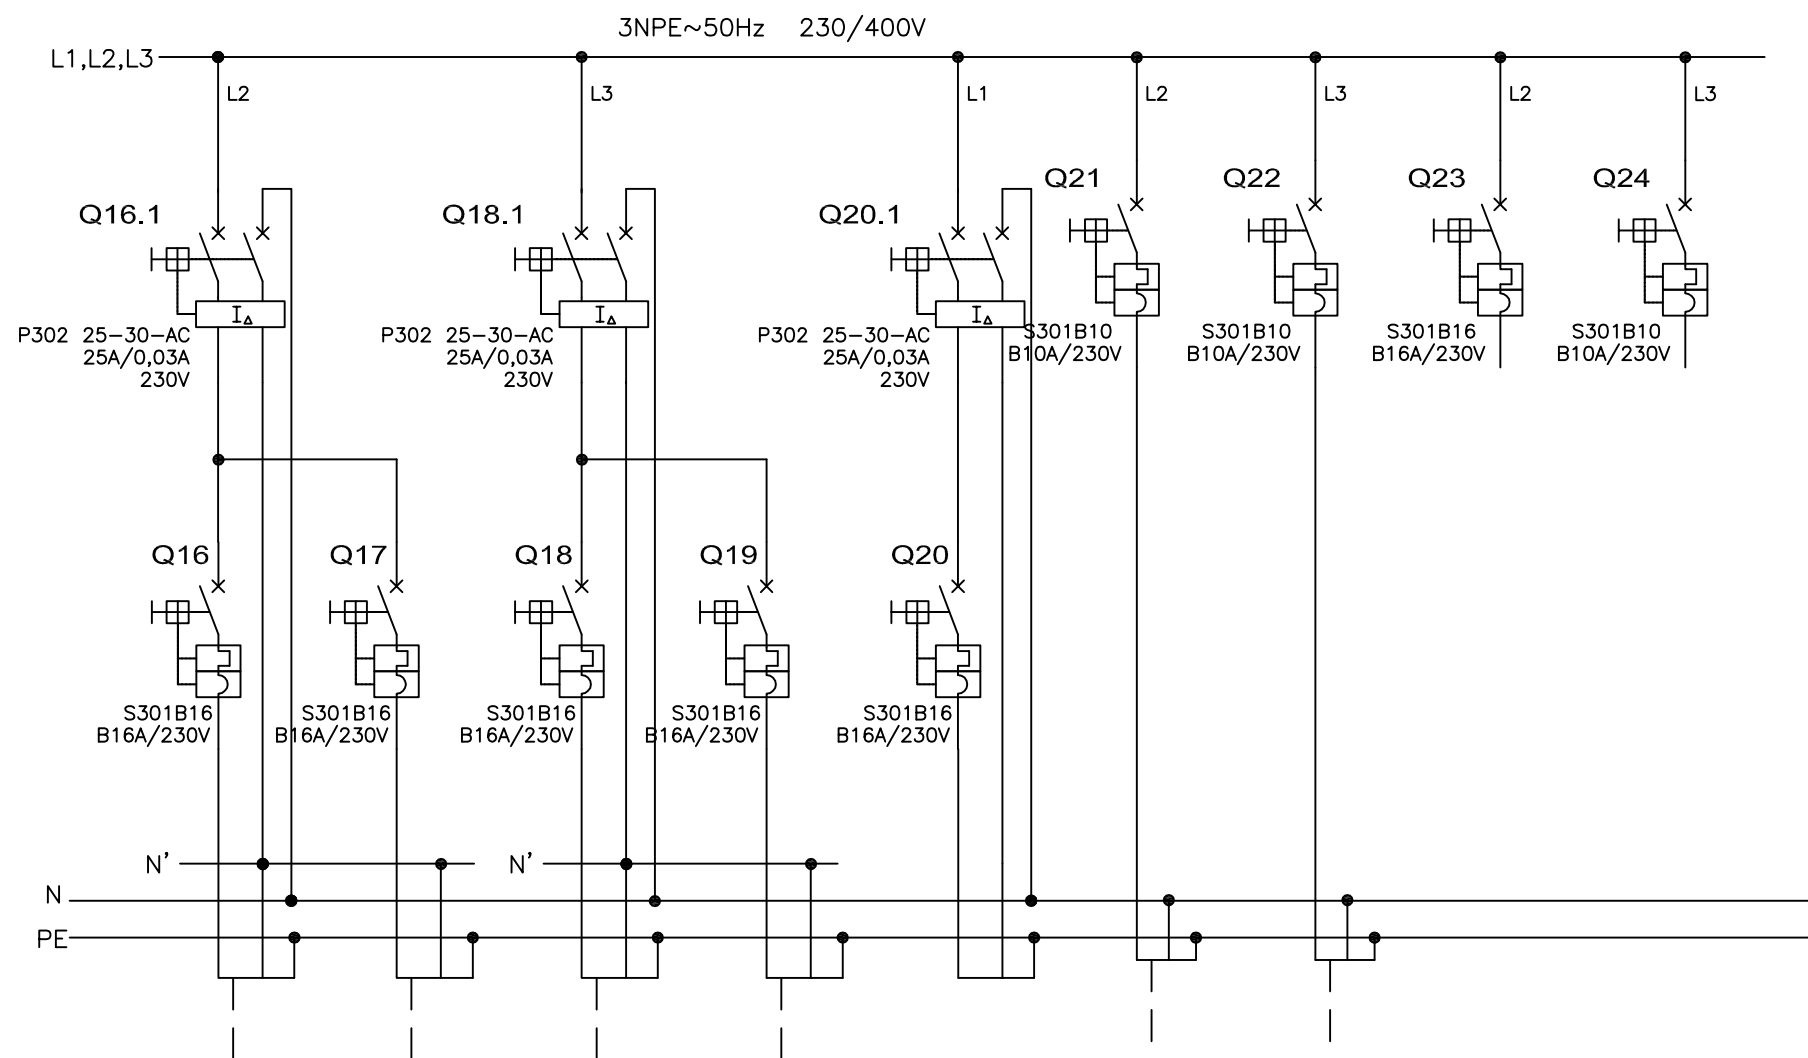 3NPE~50Hz 230/400V
L1,L2,L3
L2
L3
L1
L2
L3
L2
L3
Q16.1
Q18.1
Q20.1
Q21
Q22
Q23
Q24
I∆
I∆
I∆
P302 25-30-AC
25A/0,03A
230V
P302 25-30-AC
25A/0,03A
230V
P302 25-30-AC
25A/0,03A
230V
S301B10
B10A/230V
S301B10
B10A/230V
S301B16
B16A/230V
S301B10
B10A/230V
Q16
Q17
Q18
Q19
Q20
S301B16
B16A/230V
S301B16
B16A/230V
S301B16
B16A/230V
S301B16
B16A/230V
S301B16
B16A/230V
N'
N'
N
PE